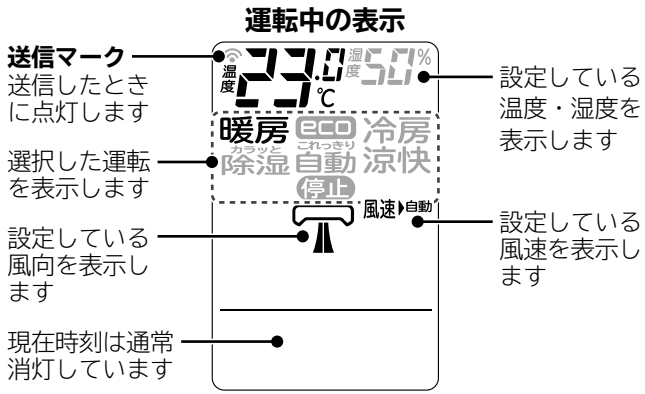 運転中の表示
送信マーク
送信したとき
に点灯します
選択した運転
を表示します
設定している
風向を表示し
ます
現在時刻は通常
消灯しています
温度
23.0
℃
湿度
50%
暖房 eco 冷房
カラッと これっきり
除湿 自動 涼快
停止
風速 自動
設定している
温度・湿度を
表示します
設定している
風速を表示し
ます